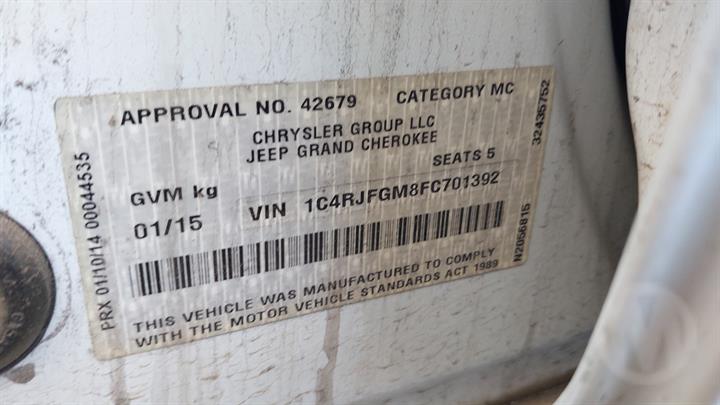 APPROVAL NO. 42679 CATEGORY MC
CHRYSLER GROUP LLC
JEEP GRAND CHEROKEE
SEATS 5
GVM kg
01/15 VIN 1C4RJFGM8FC701392
THIS VEHICLE WAS MANUFACTURED TO COMPLY
WITH THE MOTOR VEHICLE STANDARDS ACT 1989
PRX 01/10/14 00044535
N2056815
32435752